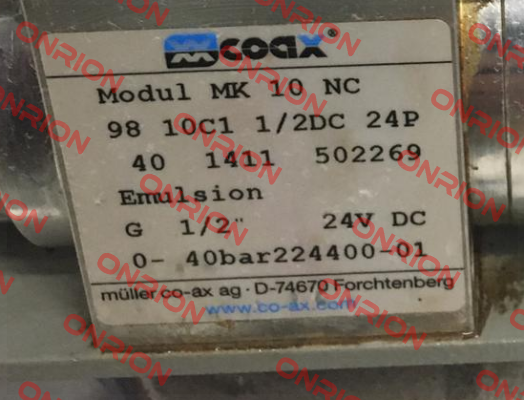 coax®
Modul MK 10 NC
98 10C1 1/2DC 24P
40 1411 502269
Emulsion
G 1/2" 24V DC
0- 40bar224400-01
müller co-ax ag · D-74670 Forchtenberg
www.co-ax.com
ONRION